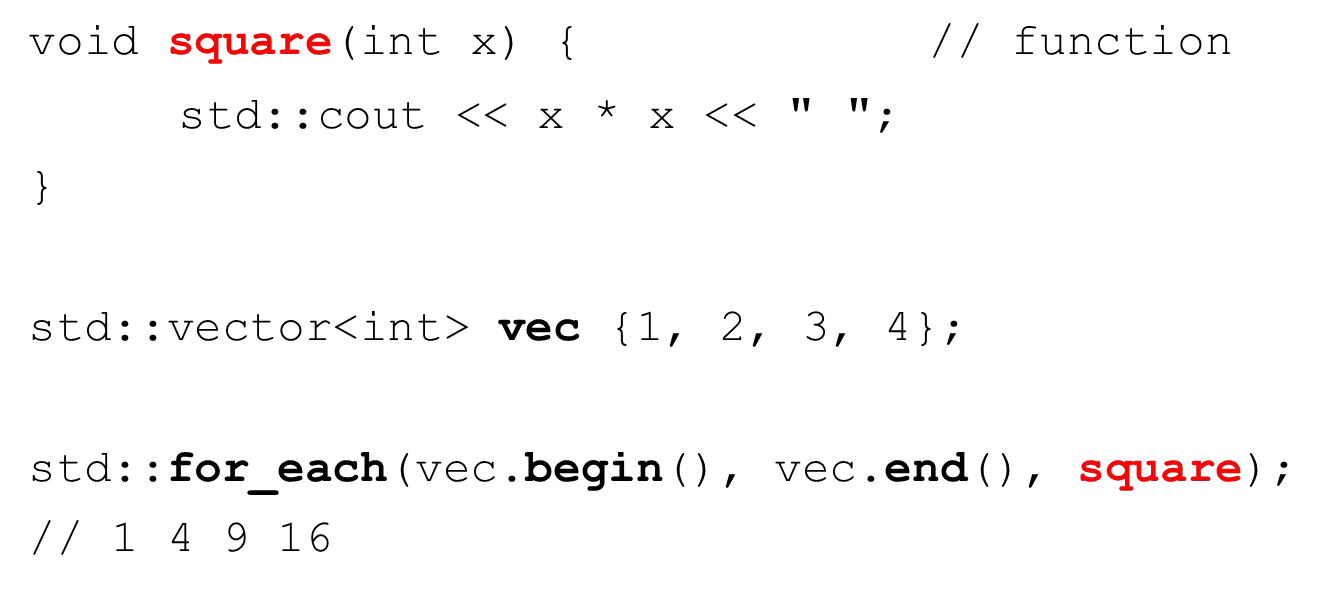 void square(int x) { // function
std::cout << x * x << " ";
}
std::vector<int> vec {1, 2, 3, 4};
std::for_each(vec.begin(), vec.end(), square);
// 1 4 9 16